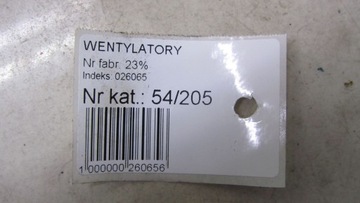 WENTYLATORY
Nr fabr. 23%
Indeks 026065
Nr kat.: 54/205
1 000000 260656